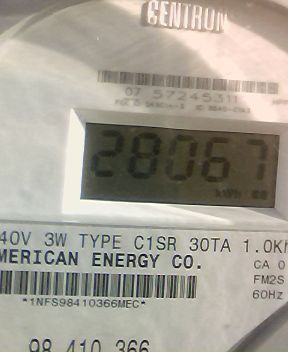 CENTRON
07 57245311
28067
kWh
40V 3W TYPE C1SR 30TA 1.0Kh
MERICAN ENERGY CO.
CA 0
FM2S
60Hz
*1NFS98410366MEC*
98 410 366